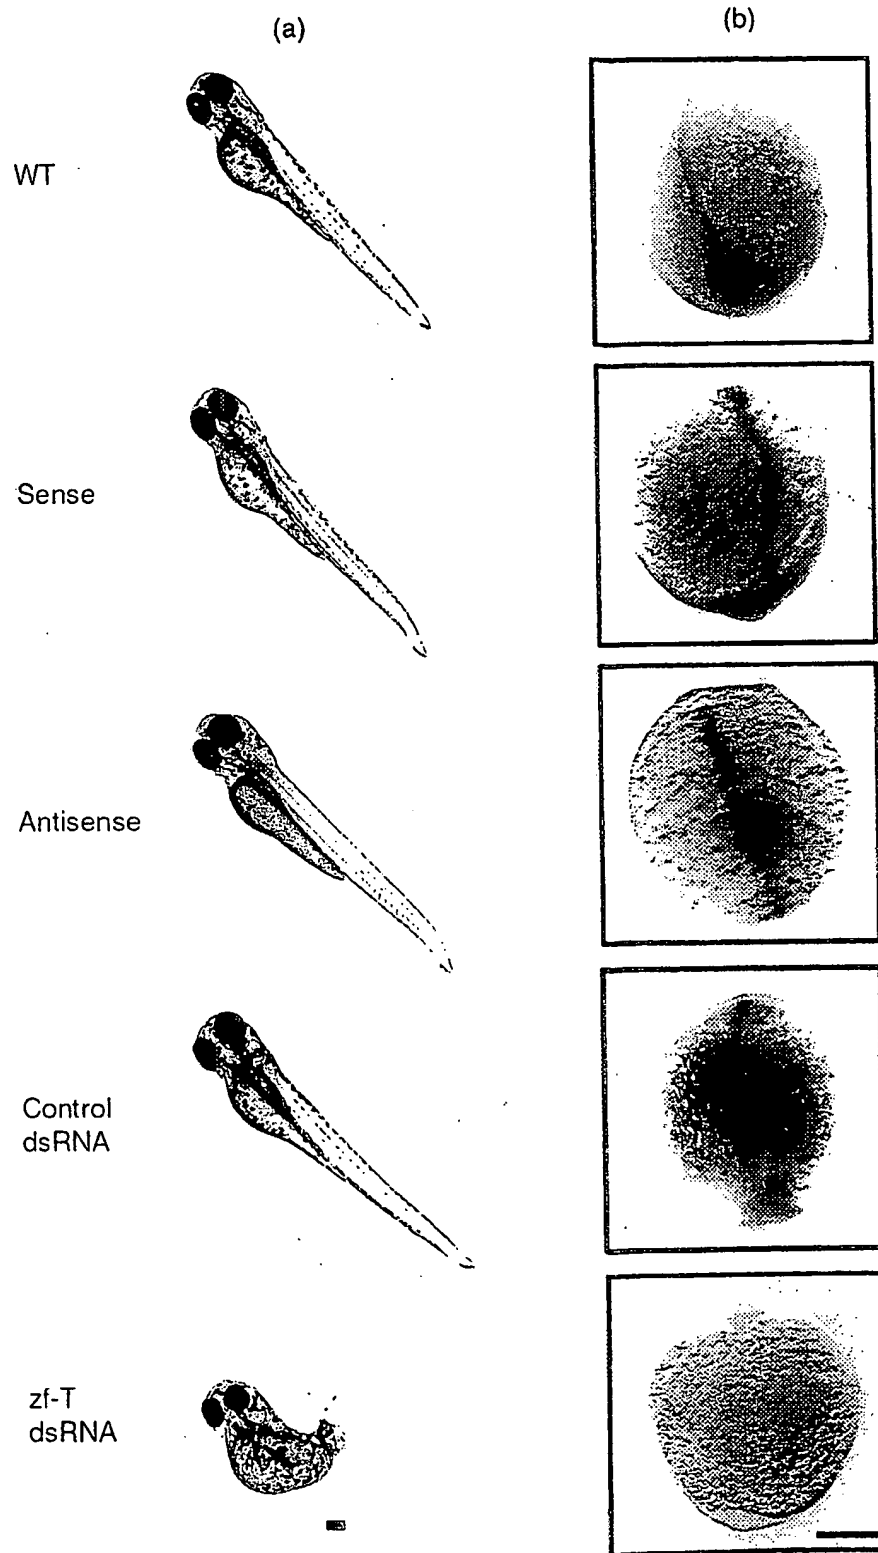 (a)
(b)
WT
Sense
Antisense
Control
dsRNA
zf-T
dsRNA